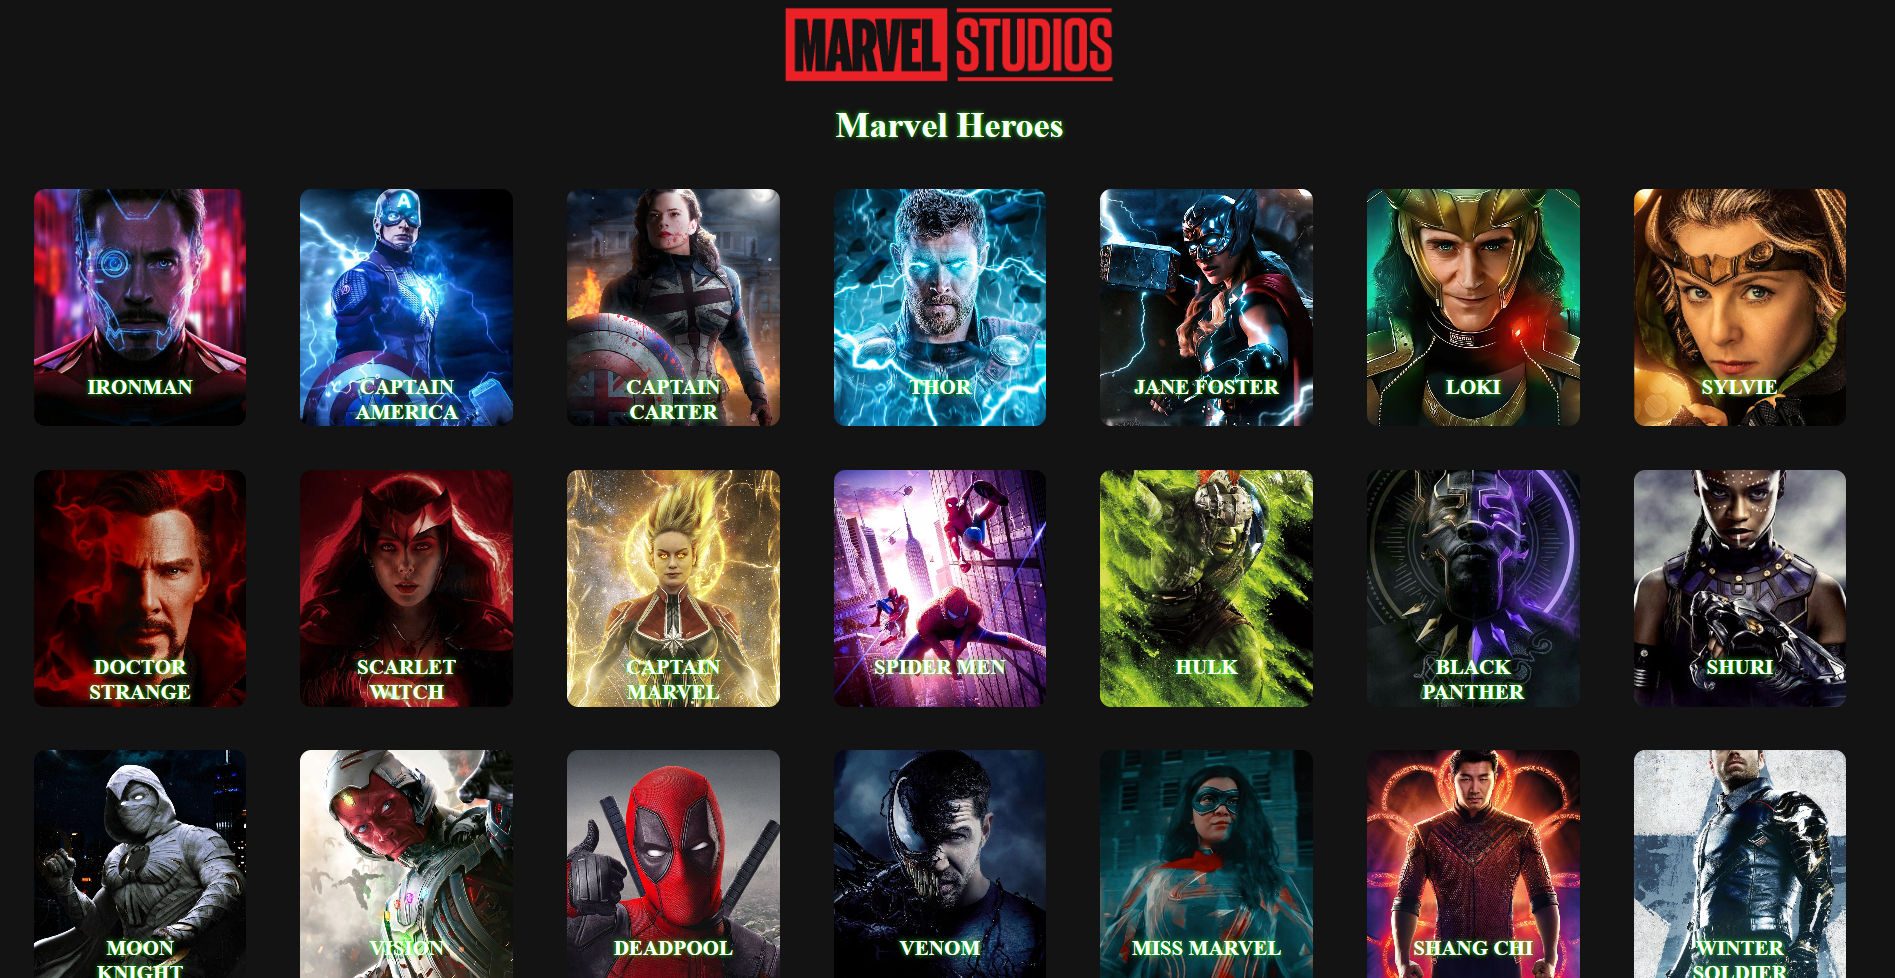 MARVEL STUDIOS
Marvel Heroes
IRONMAN
CAPTAIN
AMERICA
CAPTAIN
CARTER
THOR
JANE FOSTER
LOKI
SYLVIE
DOCTOR
STRANGE
SCARLET
WITCH
CAPTAIN
MARVEL
SPIDER MEN
HULK
BLACK
PANTHER
SHURI
MOON
KNIGHT
VISION
DEADPOOL
VENOM
MISS MARVEL
SHANG CHI
WINTER
SOLDIER
A